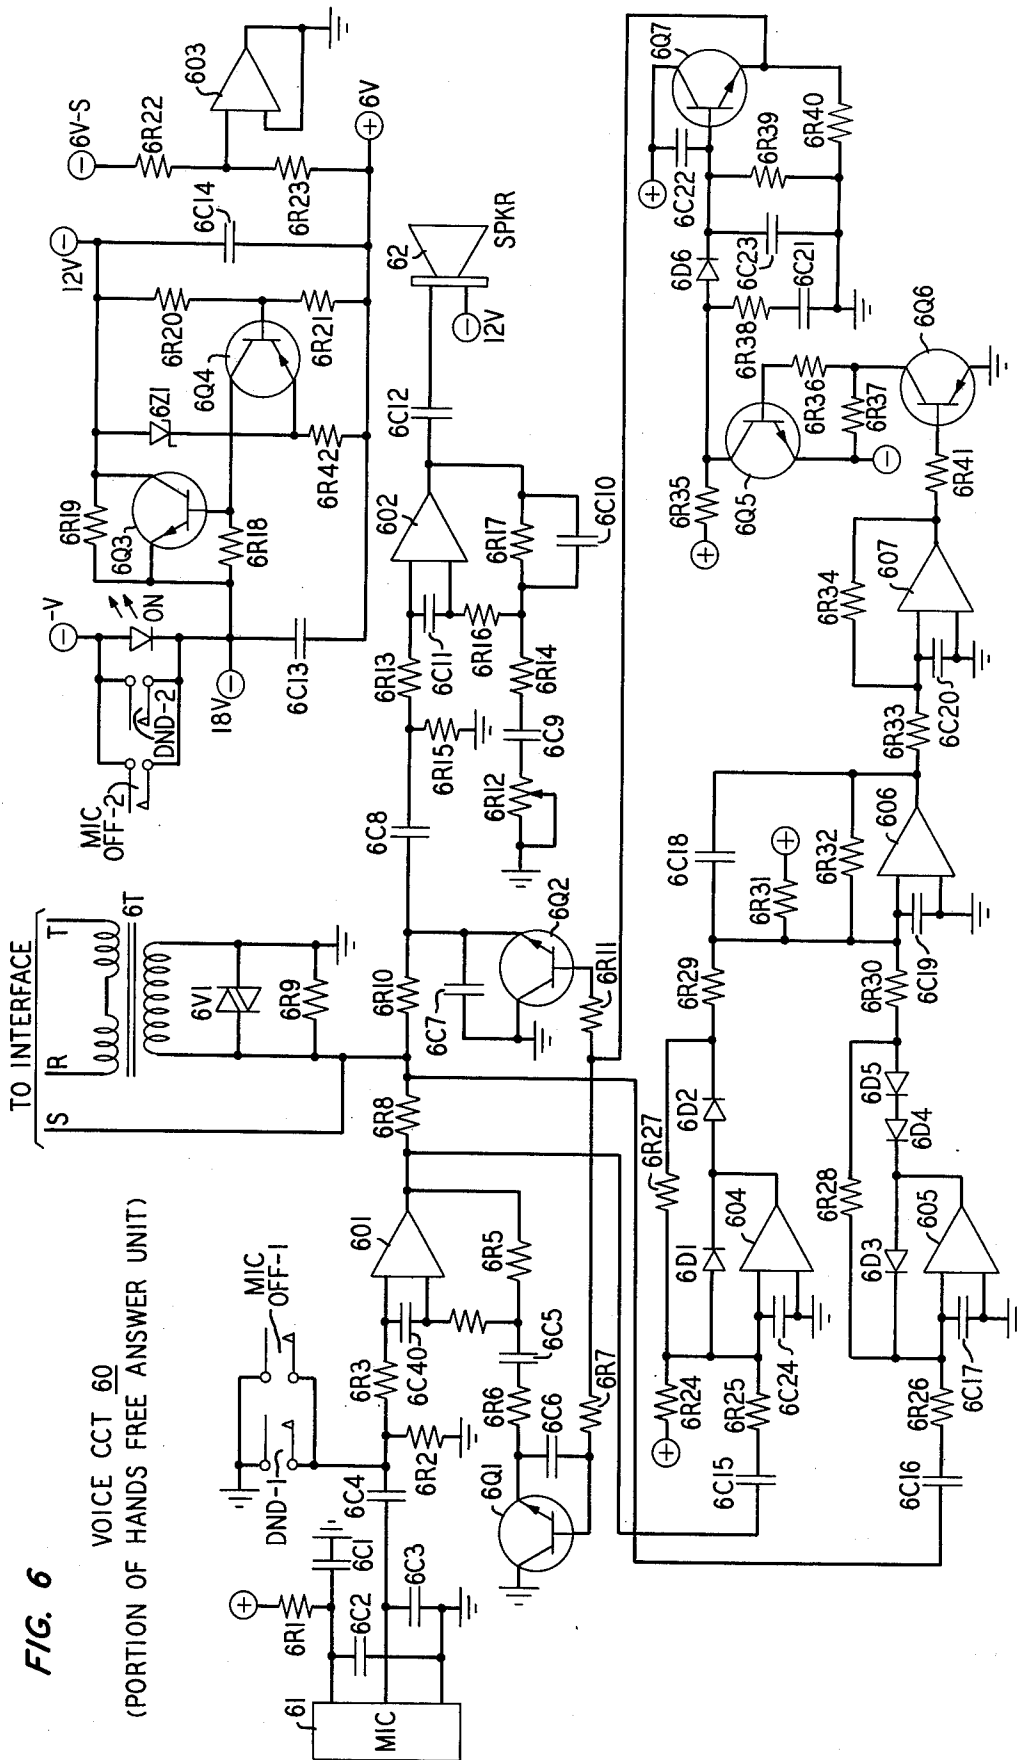 FIG. 6
VOICE CCT 60
(PORTION OF HANDS FREE ANSWER UNIT)
TO INTERFACE
S
R
T
6T
6V1
6R9
MIC
OFF-2
DND-2
-V
ON
18V
6C13
6R19
6Q3
6R18
6Z1
6R42
6Q4
6R20
6R21
12V
6C14
6V-S
6R22
6R23
603
6V
61
MIC
6R1
6C1
6C2
6C3
6C4
DND-1
MIC
OFF-1
6R2
6R3
6C40
601
6R5
6C5
6R6
6C6
6Q1
6R7
6R8
6R10
6C7
6Q2
6R11
6C8
6R15
6R13
6C11
6R16
6R14
6C9
6R12
602
6R17
6C10
6C12
62
SPKR
12V
6R24
6R25
6C15
6C24
6D1
604
6D2
6R27
6R29
6C16
6R26
6C17
6D3
605
6D4
6D5
6R28
6R30
6C18
6R31
6R32
606
6C19
6R33
6C20
607
6R34
6R41
6Q6
6R35
6Q5
6R36
6R37
6R38
6C21
6D6
6C23
6C22
6R39
6R40
6Q7